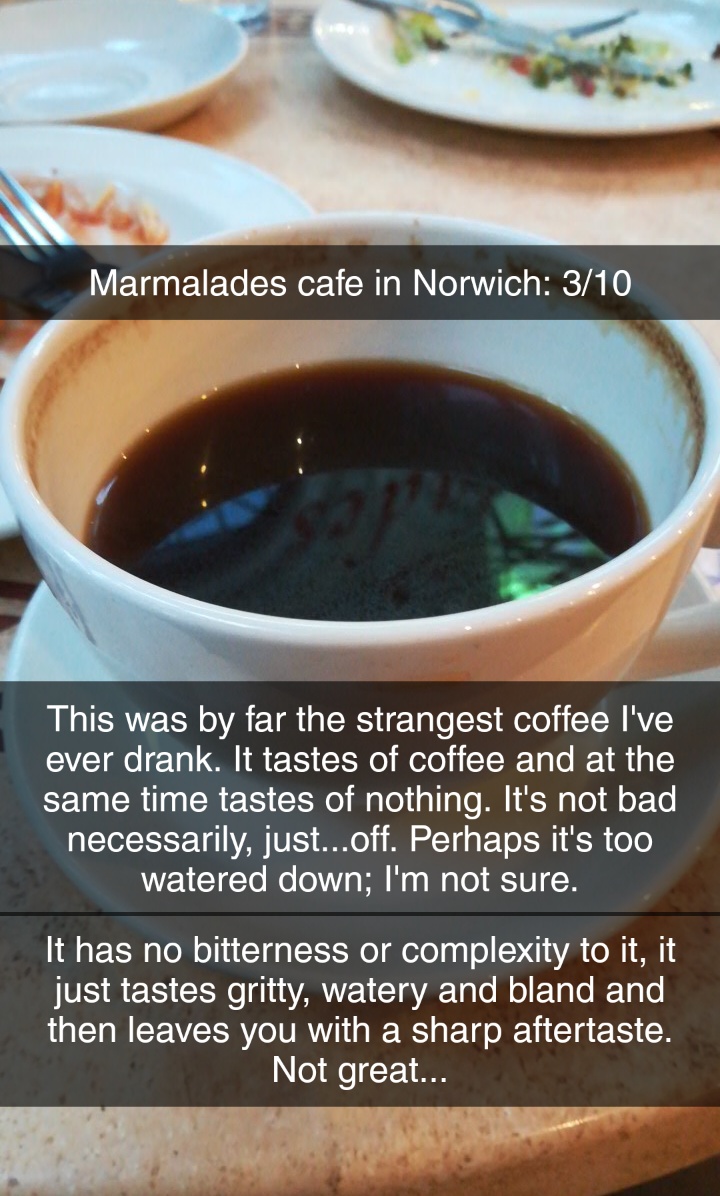 Marmalades cafe in Norwich: 3/10
This was by far the strangest coffee I've
ever drank. It tastes of coffee and at the
same time tastes of nothing. It's not bad
necessarily, just...off. Perhaps it's too
watered down; I'm not sure.
It has no bitterness or complexity to it, it
just tastes gritty, watery and bland and
then leaves you with a sharp aftertaste.
Not great...